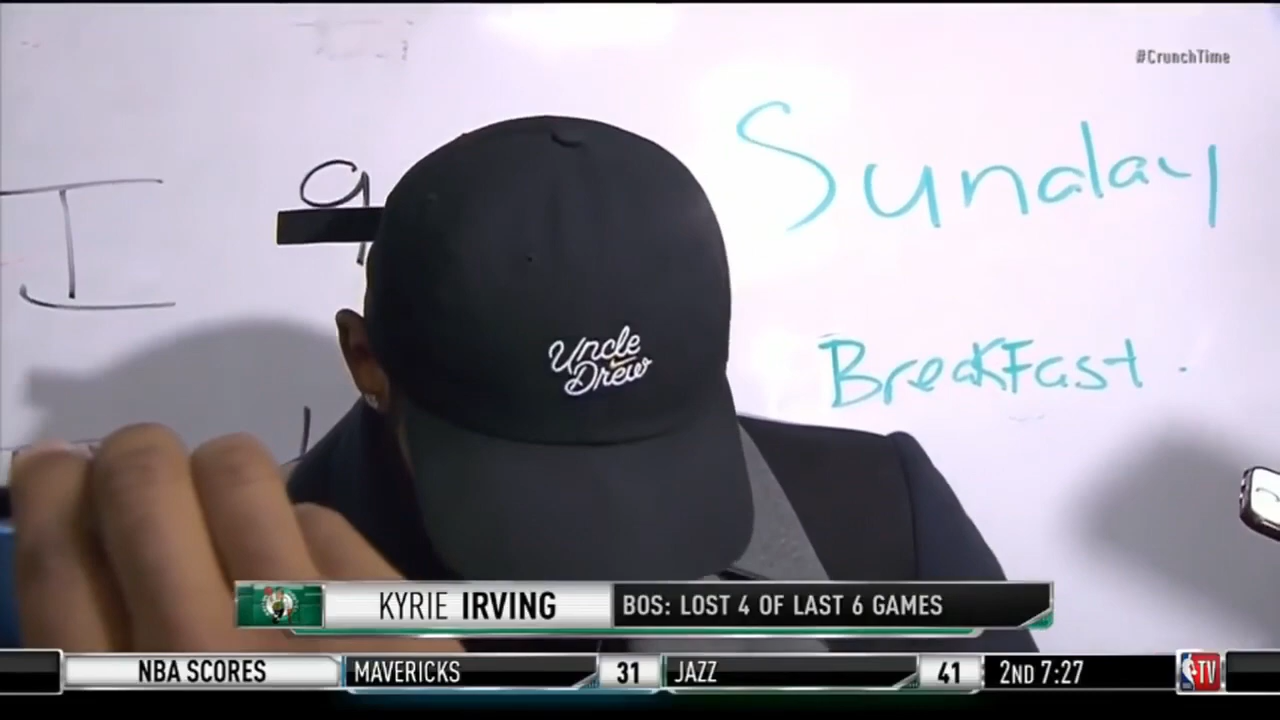 #CrunchTime
I
Sunday
BreakFast.
Uncle
Drew
KYRIE IRVING
BOS: LOST 4 OF LAST 6 GAMES
NBA SCORES MAVERICKS 31 JAZZ 41 2ND 7:27 TV